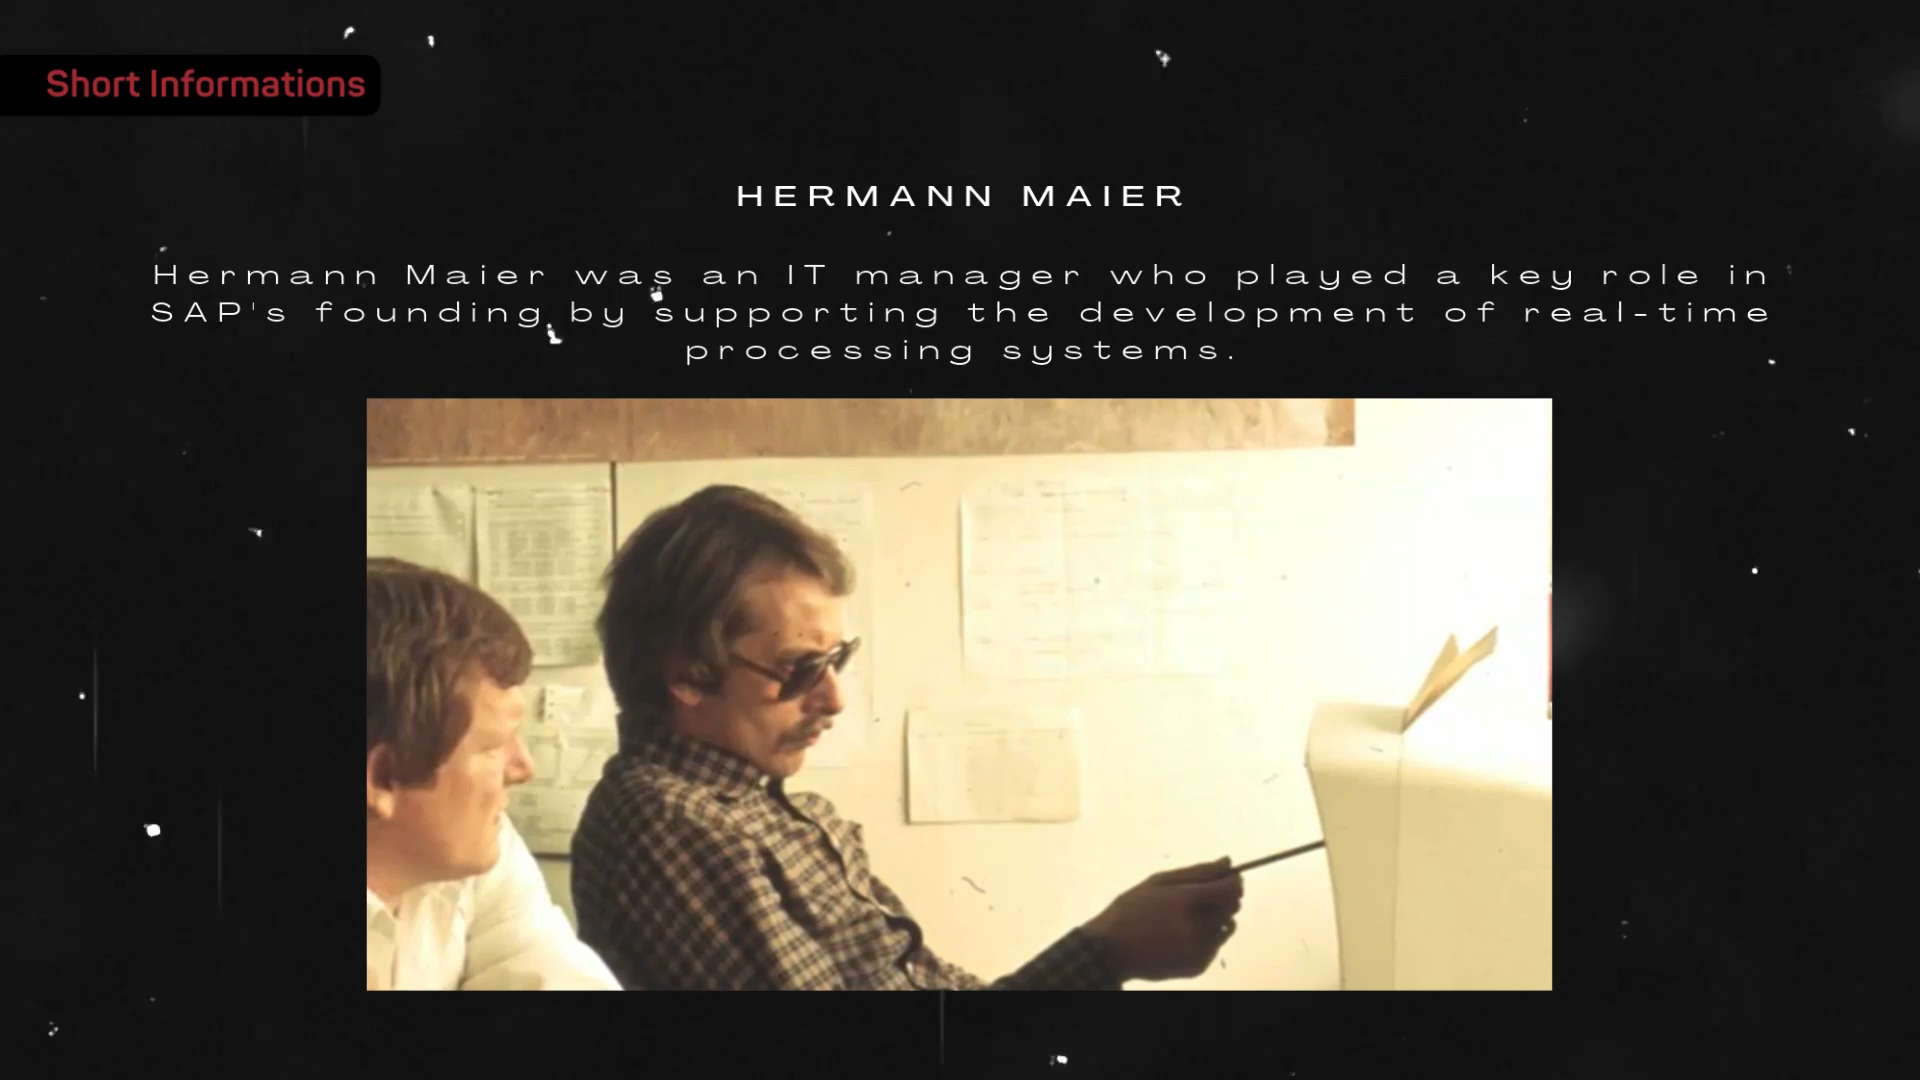 Short Informations
HERMANN MAIER
Hermann Maier was an IT manager who played a key role in
SAP's founding by supporting the development of real-time
processing systems.